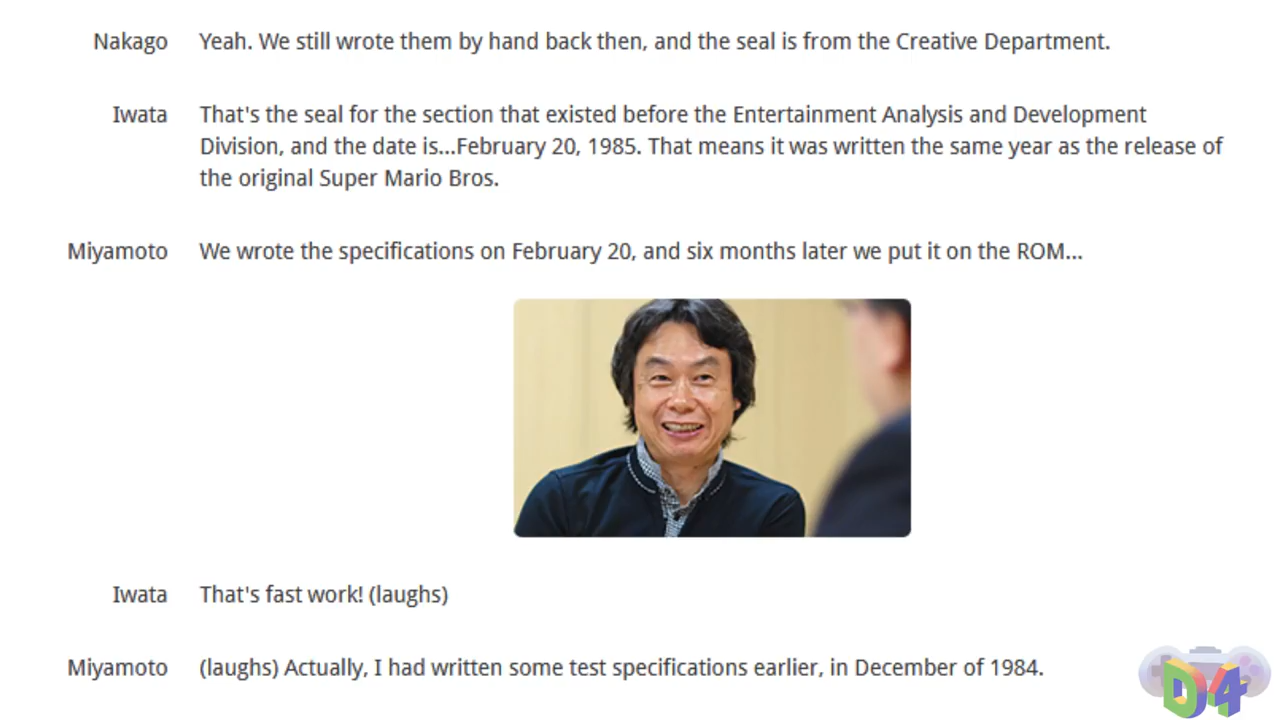 Nakago Yeah. We still wrote them by hand back then, and the seal is from the Creative Department.
Iwata That's the seal for the section that existed before the Entertainment Analysis and Development
Division, and the date is...February 20, 1985. That means it was written the same year as the release of
the original Super Mario Bros.
Miyamoto We wrote the specifications on February 20, and six months later we put it on the ROM...
Iwata That's fast work! (laughs)
Miyamoto (laughs) Actually, I had written some test specifications earlier, in December of 1984.
D4